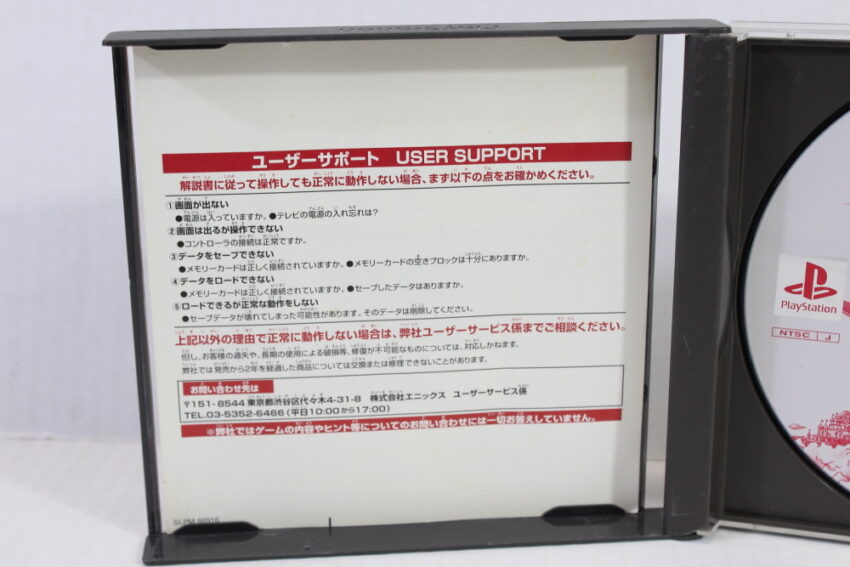 ユーザーサポート USER SUPPORT
解説書に従って操作しても正常に動作しない場合、まず以下の点をお確かめください。
①画面が出ない
●電源は入っていますか。●テレビの電源の入れ忘れは?
②画面は出るが操作できない
●コントローラの接続は正常ですか。
③データをセーブできない
●メモリーカードは正しく接続されていますか。●メモリーカードの空きブロックは十分にありますか。
④データをロードできない
●メモリーカードは正しく接続されていますか。●セーブしたデータはありますか。
⑤ロードできるが正常な動作をしない
●セーブデータが壊れてしまった可能性があります。そのデータは削除してください。
上記以外の理由で正常に動作しない場合は、弊社ユーザーサービス係までご相談ください。
但し、お客様の過失や、長期の使用による破損等、修復が不可能なものについては、対応しかねます。
弊社では発売から2年を経過した商品については交換または修理できないことがあります。
お問い合わせ先は
〒151-8544 東京都渋谷区代々木4-31-8 株式会社エニックス ユーザーサービス係
TEL.03-5352-6466(平日10:00から17:00)
※弊社ではゲームの内容やヒント等についてのお問い合わせには一切お答えしていません。
SLPM 86916
PlayStation
NTSC J